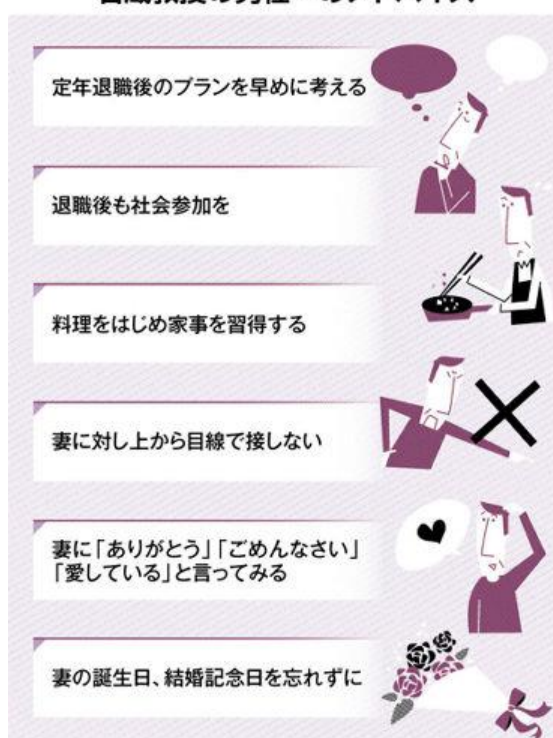 定年退職後のプランを早めに考える
退職後も社会参加を
料理をはじめ家事を習得する
妻に対し上から目線で接しない
妻に「ありがとう」「ごめんなさい」
「愛している」と言ってみる
妻の誕生日、結婚記念日を忘れずに